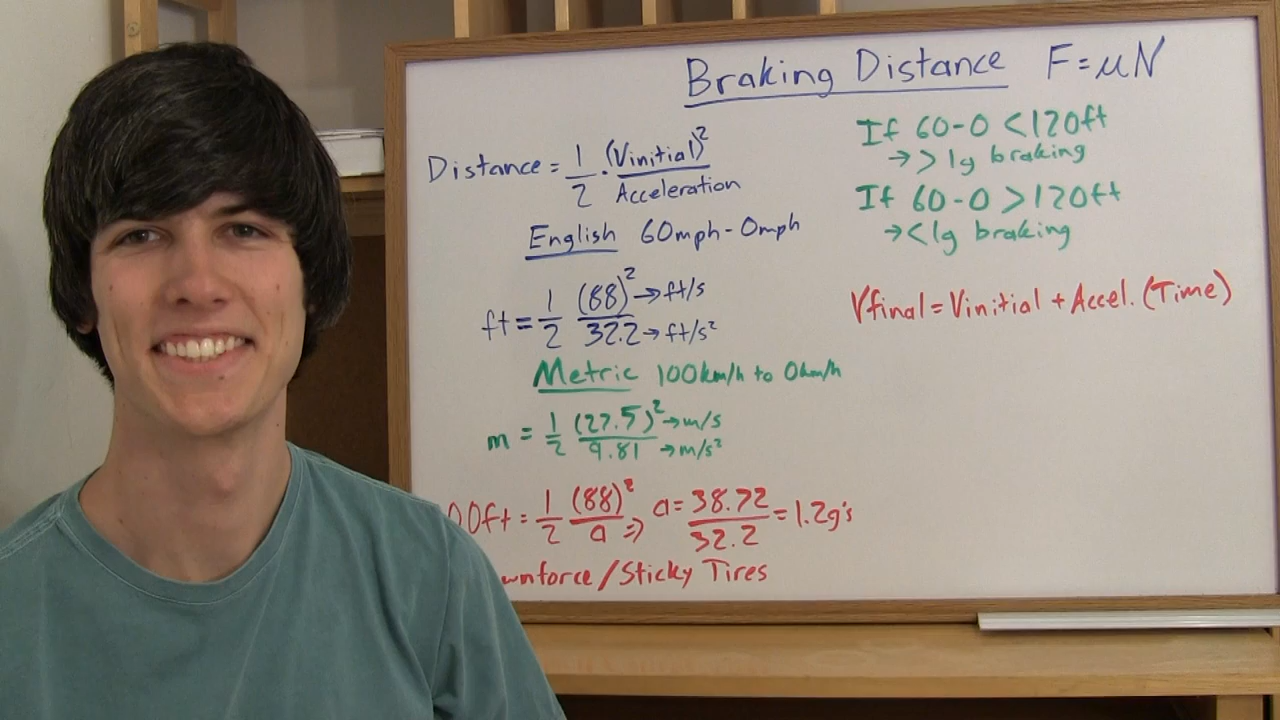 Braking Distance F=μN
Distance = 1/2 · (Vinitial)² / Acceleration
English 60mph-0mph
ft = 1/2 (88)² → ft/s / 32.2 → ft/s²
Metric 100km/h to 0km/h
m = 1/2 (27.5)² → m/s / 9.81 → m/s²
00ft = 1/2 (88)² / a ⇒ a = 38.72 / 32.2 = 1.2g's
wnforce/Sticky Tires
If 60-0 <120ft
→ > 1g braking
If 60-0 >120ft
→ < 1g braking
Vfinal = Vinitial + Accel. (Time)